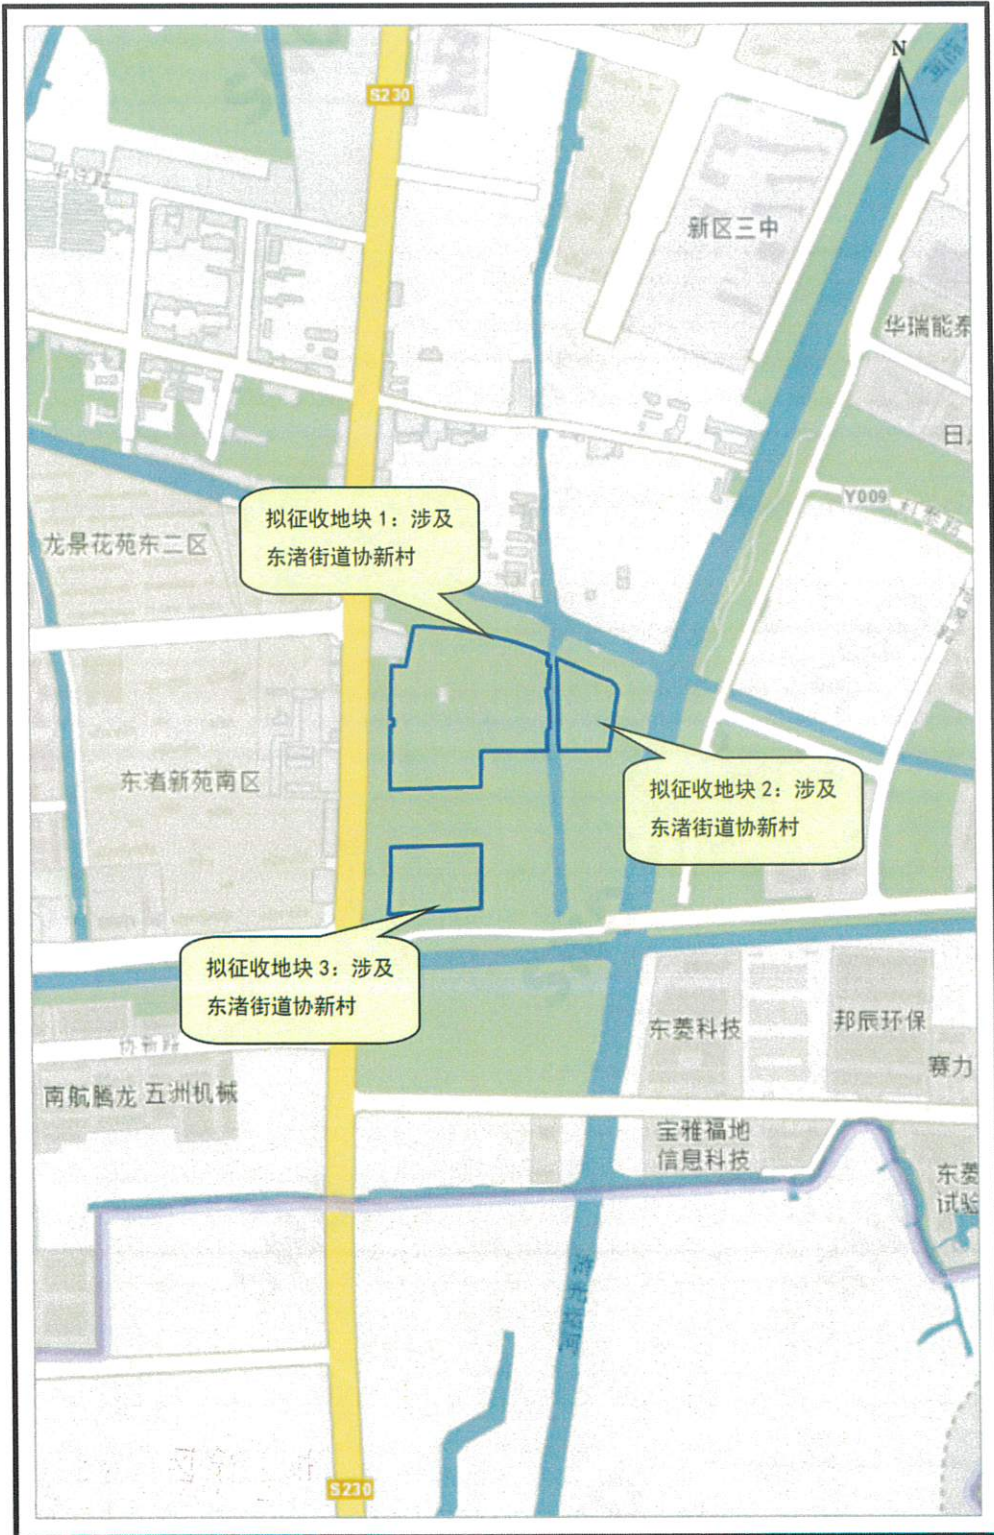 N
S230
新区三中
华瑞能泰
日
Y009
拟征收地块 1：涉及
东渚街道协新村
龙景花苑东二区
东渚新苑南区
拟征收地块 2：涉及
东渚街道协新村
拟征收地块 3：涉及
东渚街道协新村
东菱科技
邦辰环保
协新路
赛力
南航腾龙
五洲机械
宝雅福地
信息科技
东菱
试验
S230